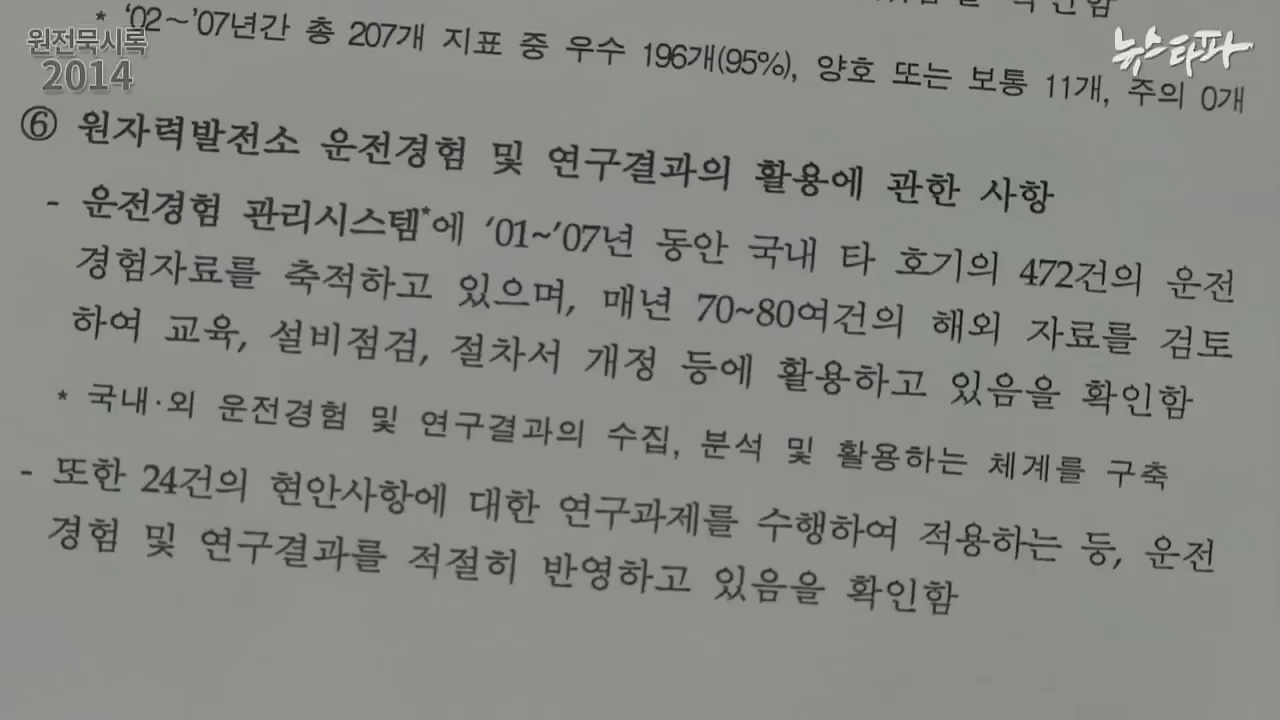 원전묵시록
2014
뉴스타파
* '02～'07년간 총 207개 지표 중 우수 196개(95%), 양호 또는 보통 11개, 주의 0개
⑥ 원자력발전소 운전경험 및 연구결과의 활용에 관한 사항
- 운전경험 관리시스템*에 '01~'07년 동안 국내 타 호기의 472건의 운전
경험자료를 축적하고 있으며, 매년 70~80여건의 해외 자료를 검토
하여 교육, 설비점검, 절차서 개정 등에 활용하고 있음을 확인함
* 국내·외 운전경험 및 연구결과의 수집, 분석 및 활용하는 체계를 구축
- 또한 24건의 현안사항에 대한 연구과제를 수행하여 적용하는 등, 운전
경험 및 연구결과를 적절히 반영하고 있음을 확인함